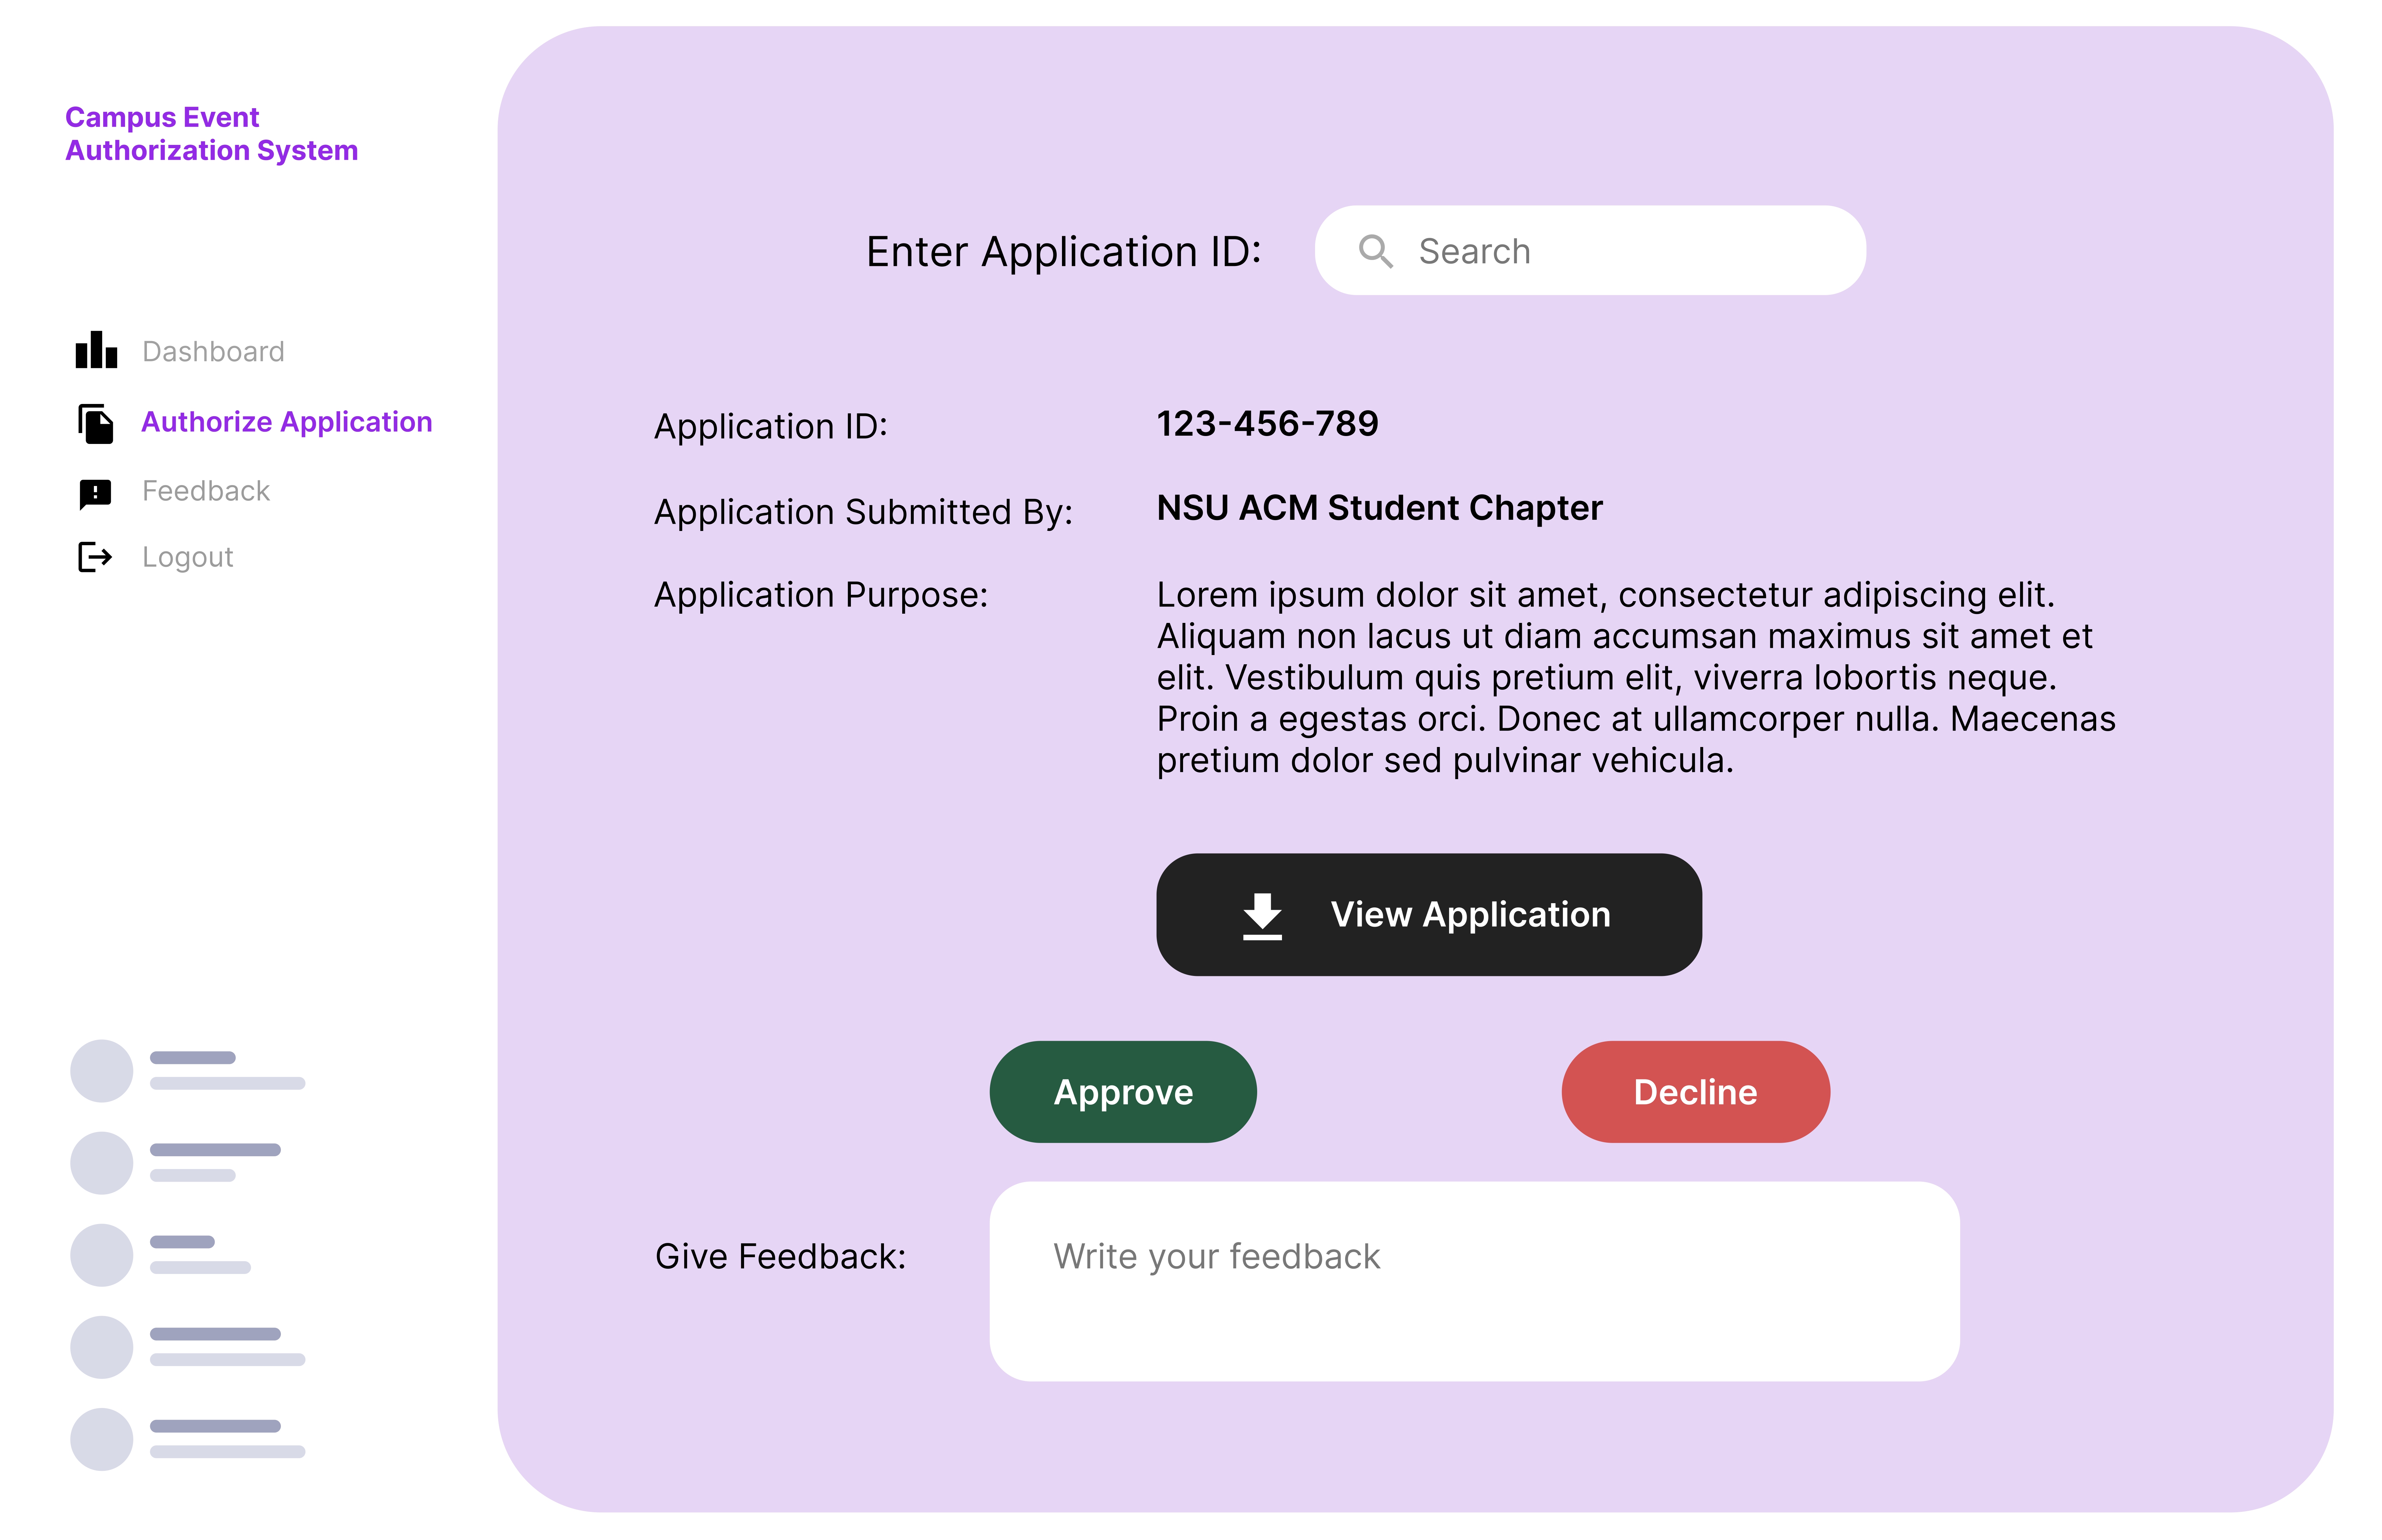 Campus Event
Authorization System
Dashboard
Authorize Application
Feedback
Logout
Enter Application ID:
Search
Application ID:
123-456-789
Application Submitted By:
NSU ACM Student Chapter
Application Purpose:
Lorem ipsum dolor sit amet, consectetur adipiscing elit.
Aliquam non lacus ut diam accumsan maximus sit amet et
elit. Vestibulum quis pretium elit, viverra lobortis neque.
Proin a egestas orci. Donec at ullamcorper nulla. Maecenas
pretium dolor sed pulvinar vehicula.
View Application
Approve
Decline
Give Feedback:
Write your feedback